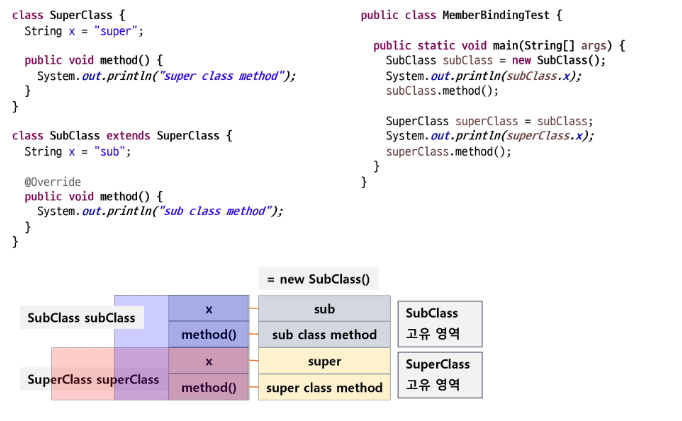 class SuperClass {
String x = "super";
public void method() {
System.out.println("super class method");
}
}
class SubClass extends SuperClass {
String x = "sub";
@Override
public void method() {
System.out.println("sub class method");
}
}
public class MemberBindingTest {
public static void main(String[] args) {
SubClass subClass = new SubClass();
System.out.println(subClass.x);
subClass.method();
SuperClass superClass = subClass;
System.out.println(superClass.x);
superClass.method();
}
}
= new SubClass()
SubClass subClass
x
sub
method()
sub class method
SubClass
고유 영역
SuperClass superClass
x
super
method()
super class method
SuperClass
고유 영역